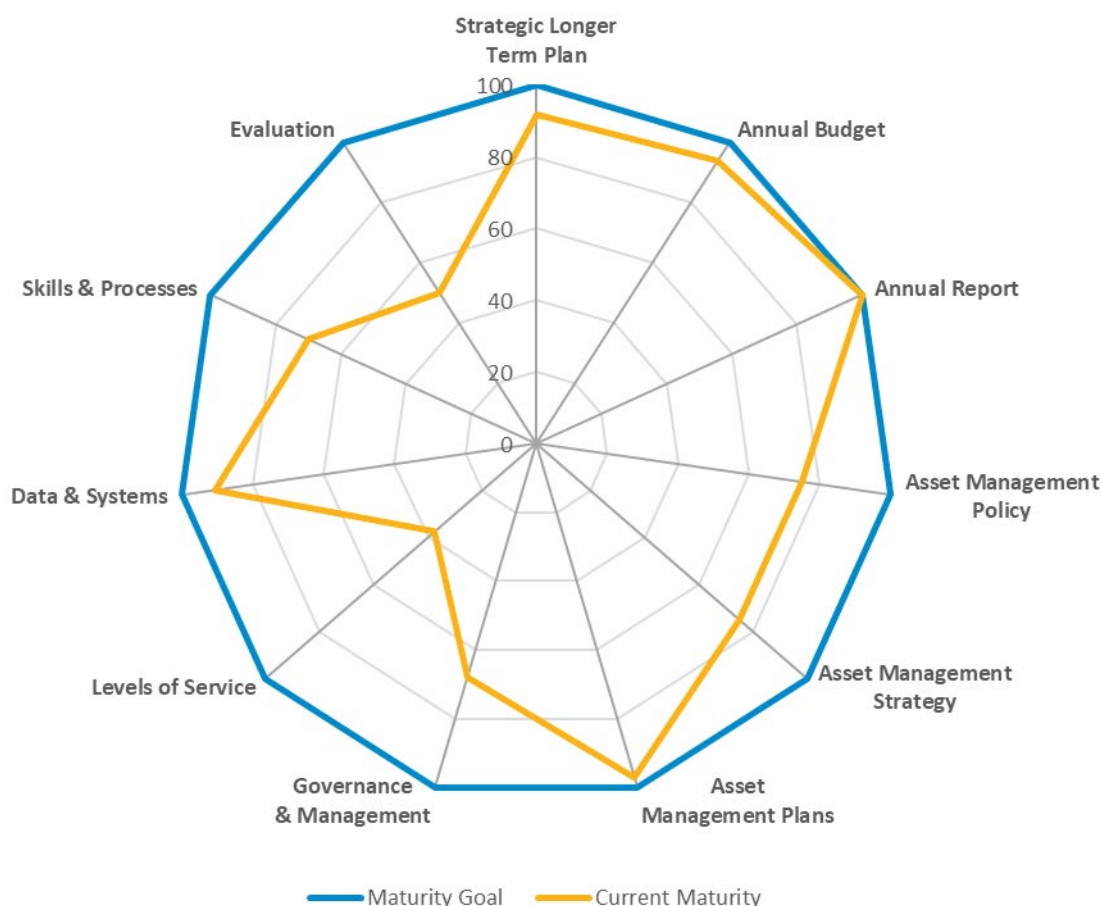 Strategic Longer
Term Plan
100
Evaluation
Annual Budget
80
60
Skills & Processes
Annual Report
40
20
0
Data & Systems
Asset Management
Policy
Levels of Service
Asset Management
Strategy
Governance
& Management
Asset
Management Plans
Maturity Goal
Current Maturity